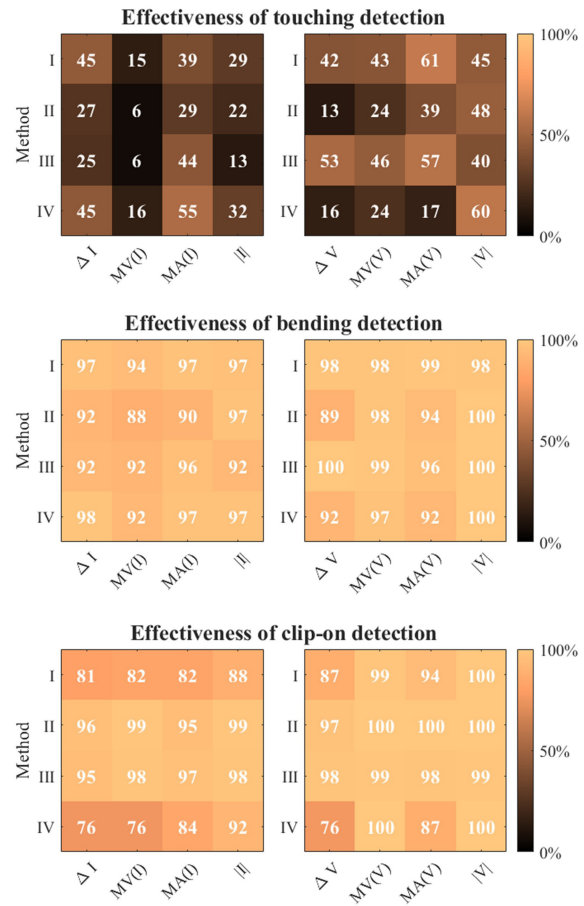 Effectiveness of touching detection
Method
I 45 15 39 29 42 43 61 45 100%
II 27 6 29 22 13 24 39 48
50%
III 25 6 44 13 53 46 57 40
IV 45 16 55 32 16 24 17 60
0%
Δ I MV(I) MA(I) |I| Δ V MV(V) MA(V) |V|
Effectiveness of bending detection
Method
I 97 94 97 97 98 98 99 98 100%
II 92 88 90 97 89 98 94 100
50%
III 92 92 96 92 100 99 96 100
IV 98 92 97 97 92 97 92 100
0%
Δ I MV(I) MA(I) |I| Δ V MV(V) MA(V) |V|
Effectiveness of clip-on detection
Method
I 81 82 82 88 87 99 94 100 100%
II 96 99 95 99 97 100 100 100
50%
III 95 98 97 98 98 99 98 99
IV 76 76 84 92 76 100 87 100
0%
Δ I MV(I) MA(I) |I| Δ V MV(V) MA(V) |V|